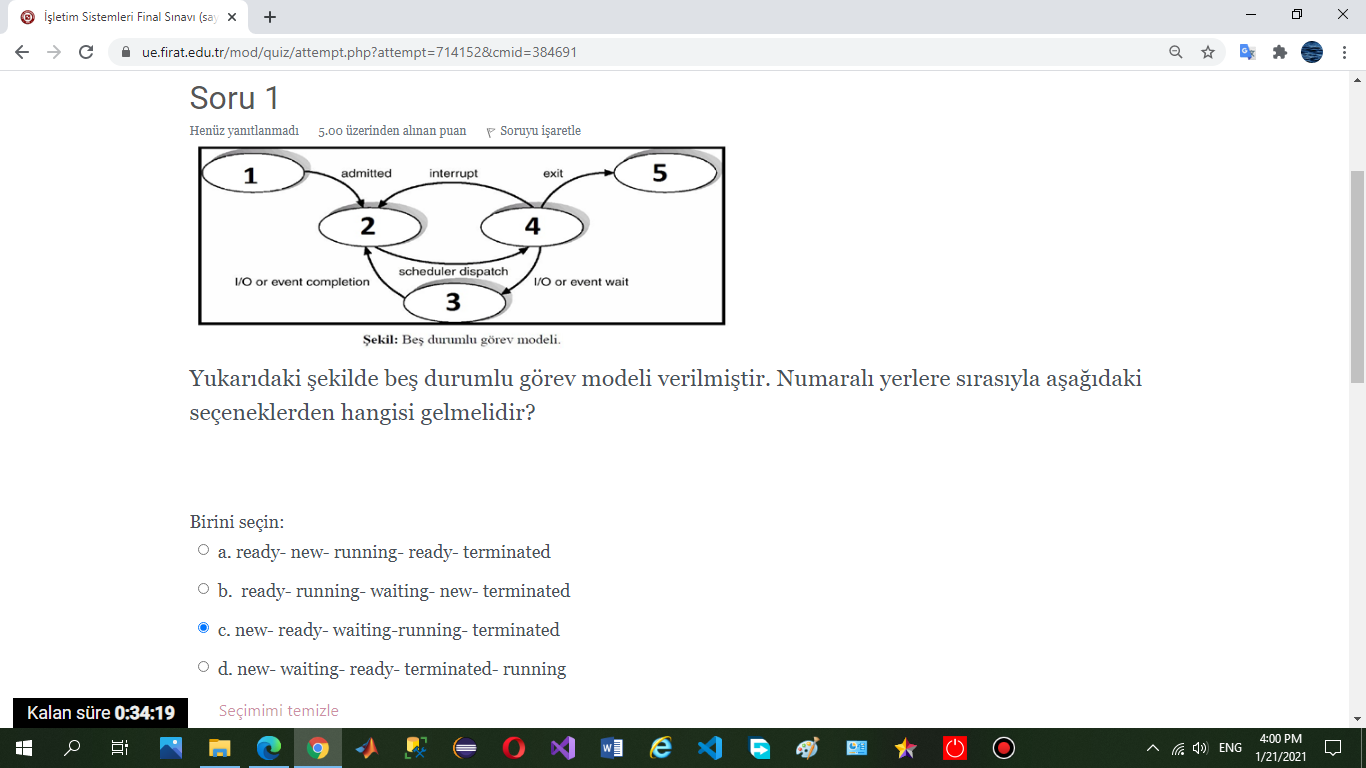 İşletim Sistemleri Final Sınavı (say
ue.firat.edu.tr/mod/quiz/attempt.php?attempt=714152&cmid=384691
Soru 1
Henüz yanıtlanmadı 5.00 üzerinden alınan puan Soruyu işaretle
1 admitted interrupt exit 5
2 4
I/O or event completion scheduler dispatch I/O or event wait
3
Şekil: Beş durumlu görev modeli.
Yukarıdaki şekilde beş durumlu görev modeli verilmiştir. Numaralı yerlere sırasıyla aşağıdaki
seçeneklerden hangisi gelmelidir?
Birini seçin:
a. ready- new- running- ready- terminated
b. ready- running- waiting- new- terminated
c. new- ready- waiting-running- terminated
d. new- waiting- ready- terminated- running
Seçimimi temizle
Kalan süre 0:34:19
ENG
4:00 PM
1/21/2021